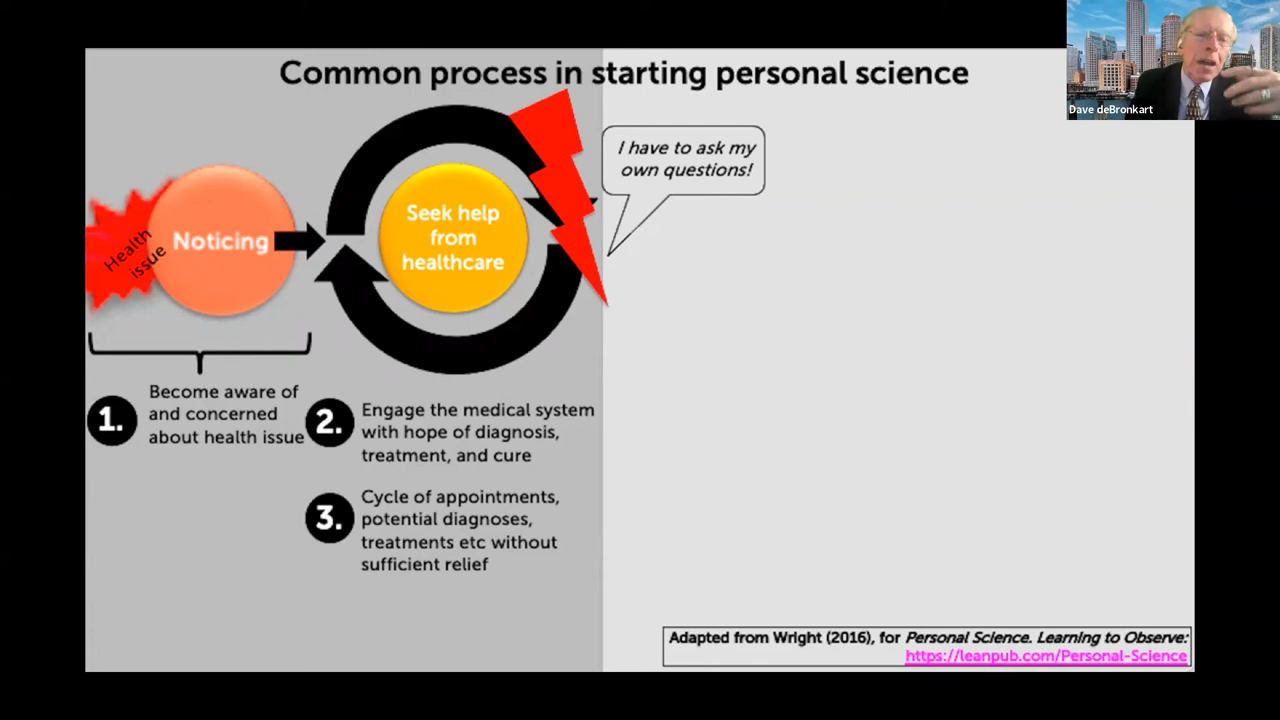 Common process in starting personal science
Dave deBronkart
I have to ask my
own questions!
Health
issue
Noticing
Seek help
from
healthcare
1.
Become aware of
and concerned
about health issue
2.
Engage the medical system
with hope of diagnosis,
treatment, and cure
3.
Cycle of appointments,
potential diagnoses,
treatments etc without
sufficient relief
Adapted from Wright (2016), for Personal Science. Learning to Observe:
https://leanpub.com/Personal-Science